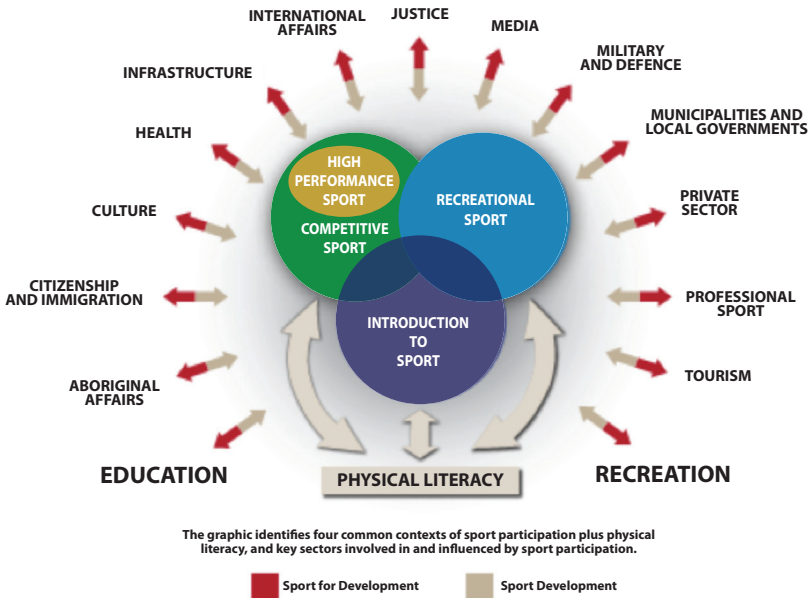 INTERNATIONAL
AFFAIRS
JUSTICE
MEDIA
MILITARY
AND DEFENCE
INFRASTRUCTURE
MUNICIPALITIES AND
LOCAL GOVERNMENTS
HEALTH
HIGH
PERFORMANCE
SPORT
COMPETITIVE
SPORT
RECREATIONAL
SPORT
PRIVATE
SECTOR
CULTURE
CITIZENSHIP
AND IMMIGRATION
PROFESSIONAL
SPORT
INTRODUCTION
TO
SPORT
ABORIGINAL
AFFAIRS
TOURISM
EDUCATION
PHYSICAL LITERACY
RECREATION
The graphic identifies four common contexts of sport participation plus physical
literacy, and key sectors involved in and influenced by sport participation.
Sport for Development
Sport Development